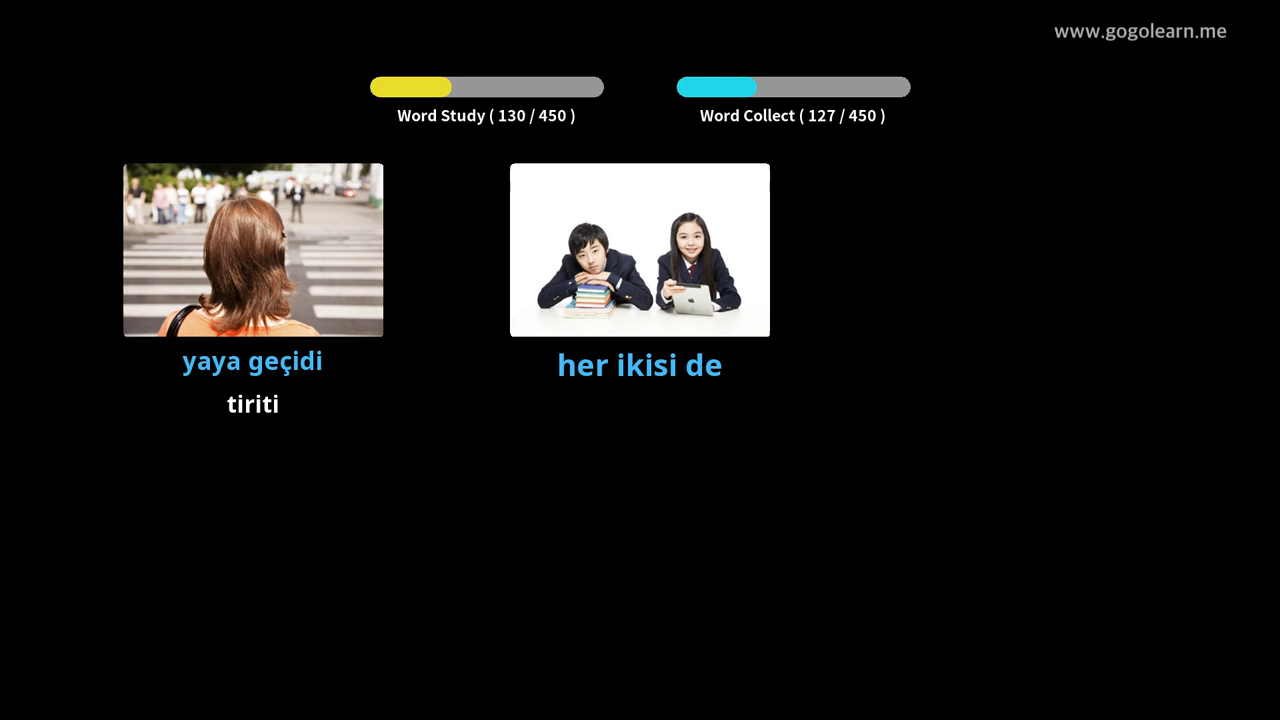 www.gogolearn.me
Word Study ( 130 / 450 )
Word Collect ( 127 / 450 )
yaya geçidi
tiriti
her ikisi de